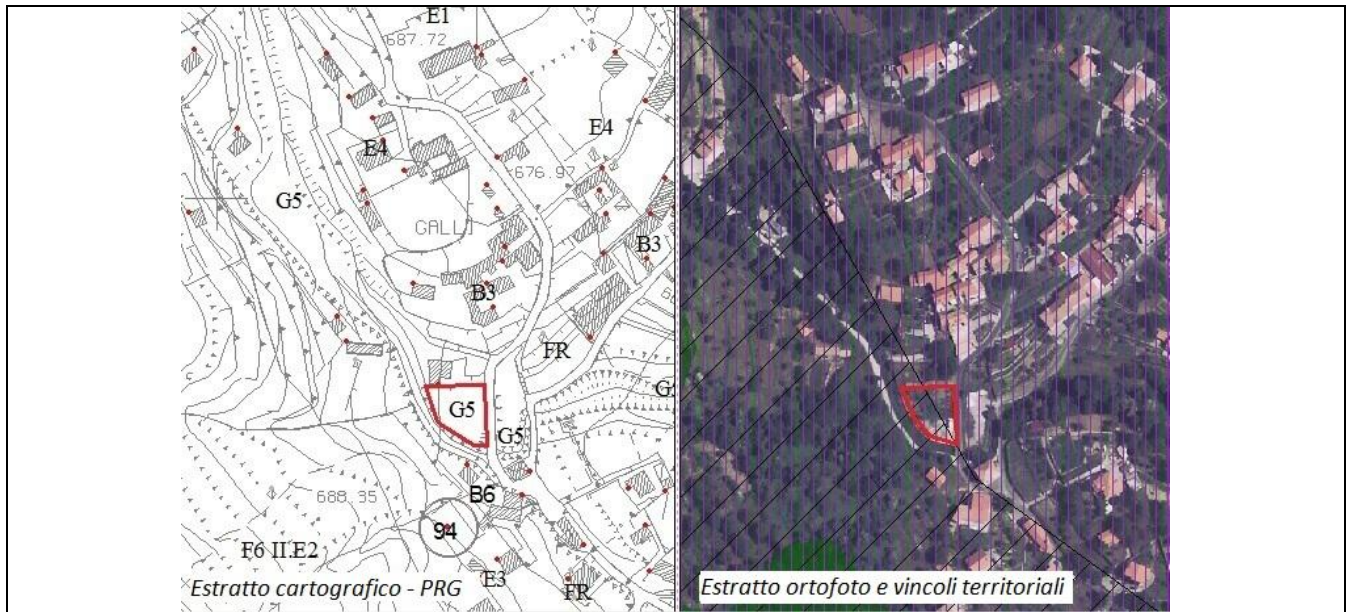 E1
687.72
E4
E4
676.97
G5
GALLI
B3
B3
FR
G5
G5
B6
688.35
94
F6 II.E2
E3
FR
Estratto cartografico - PRG
Estratto ortofoto e vincoli territoriali